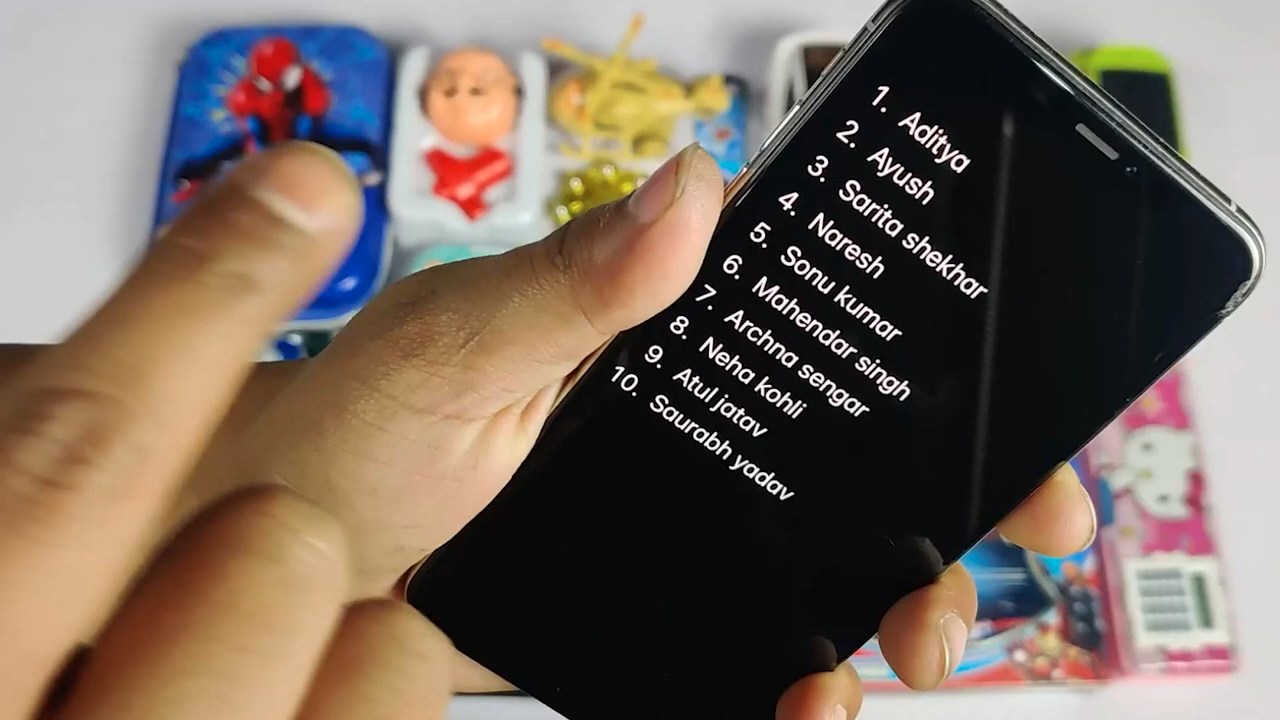 1. Aditya
2. Ayush
3. Sarita shekhar
4. Naresh
5. Sonu kumar
6. Mahendar singh
7. Archna sengar
8. Neha kohli
9. Atul jatav
10. Saurabh yadav